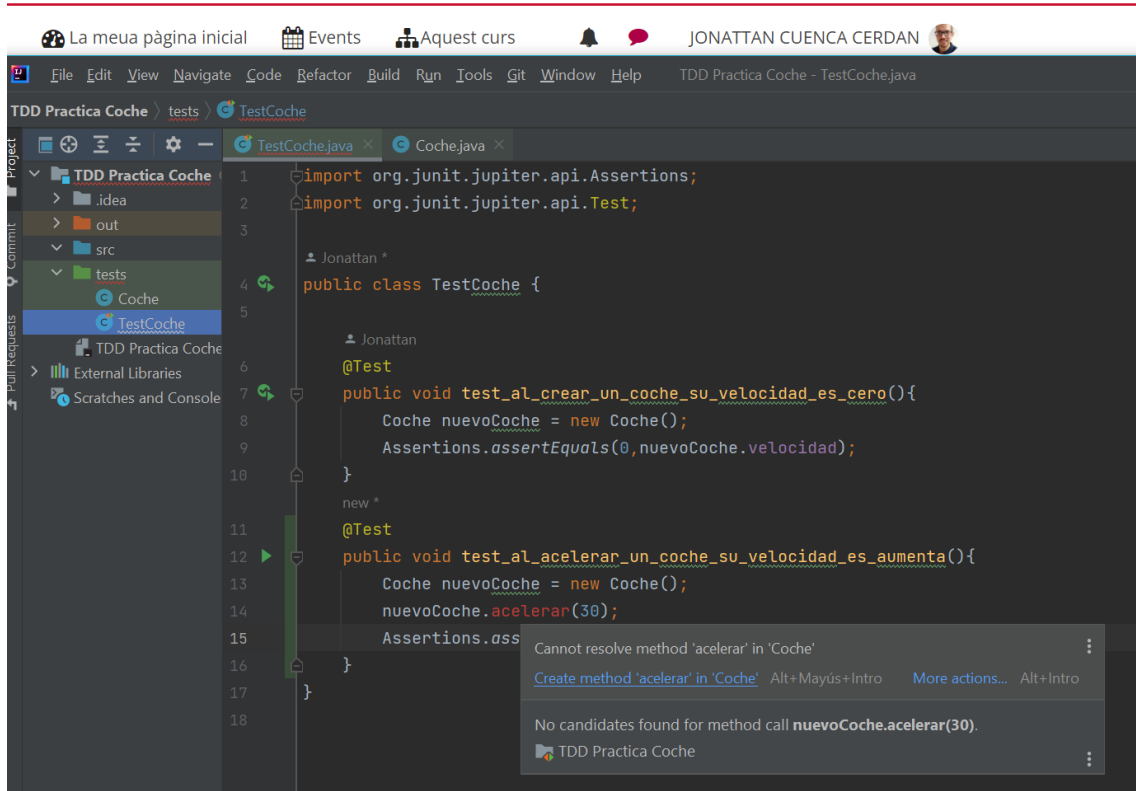 La meua pàgina inicial Events Aquest curs JONATTAN CUENCA CERDAN
File Edit View Navigate Code Refactor Build Run Tools Git Window Help TDD Practica Coche - TestCoche.java
TDD Practica Coche tests TestCoche
Project
Commit
Pull Requests
TDD Practica Coche
.idea
out
src
tests
Coche
TestCoche
TDD Practica Coche
External Libraries
Scratches and Console
TestCoche.java Coche.java
1 import org.junit.jupiter.api.Assertions;
2 import org.junit.jupiter.api.Test;
3
Jonattan *
4 public class TestCoche {
5
Jonattan
6 @Test
7 public void test_al_crear_un_coche_su_velocidad_es_cero(){
8 Coche nuevoCoche = new Coche();
9 Assertions.assertEquals(0,nuevoCoche.velocidad);
10 }
new *
11 @Test
12 public void test_al_acelerar_un_coche_su_velocidad_es_aumenta(){
13 Coche nuevoCoche = new Coche();
14 nuevoCoche.acelerar(30);
15 Assertions.ass
16 }
17 }
18
Cannot resolve method 'acelerar' in 'Coche'
Create method 'acelerar' in 'Coche' Alt+Mayús+Intro More actions... Alt+Intro
No candidates found for method call nuevoCoche.acelerar(30).
TDD Practica Coche